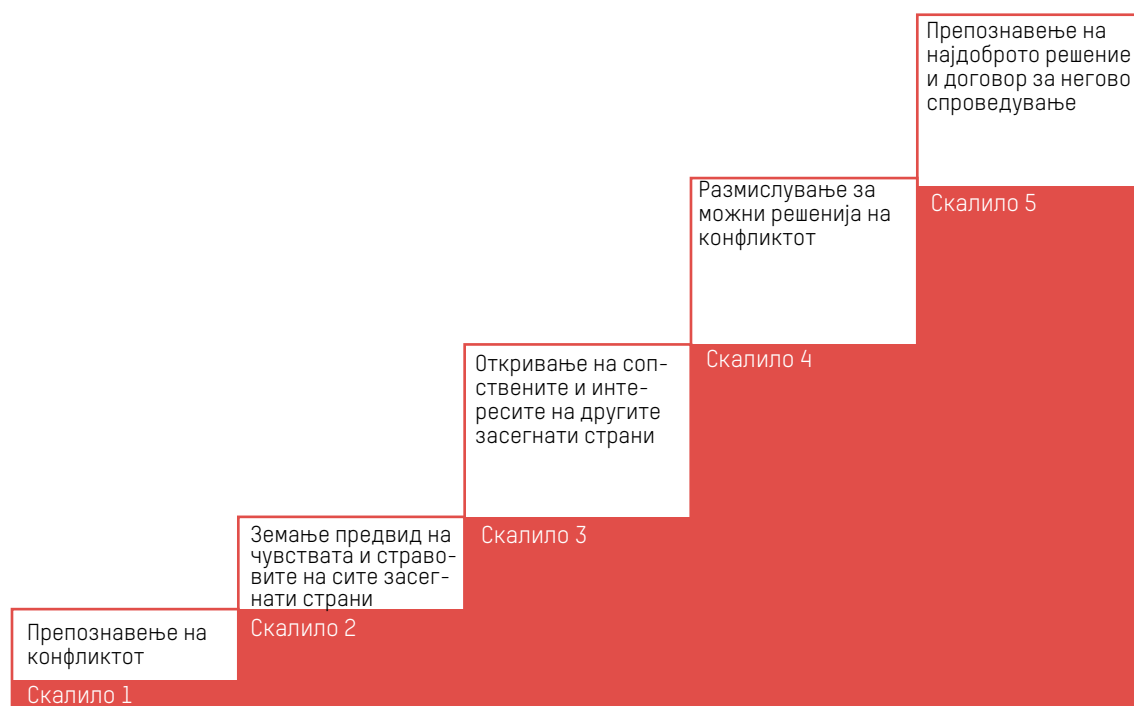 Препознавење на
најдоброто решение
и договор за негово
спроведување
Скалило 5
Размислување за
можни решенија на
конфликтот
Скалило 4
Откривање на соп-
ствените и инте-
ресите на другите
засегнати страни
Скалило 3
Земање предвид на
чувствата и страво-
вите на сите засег-
нати страни
Скалило 2
Препознавење на
конфликтот
Скалило 1